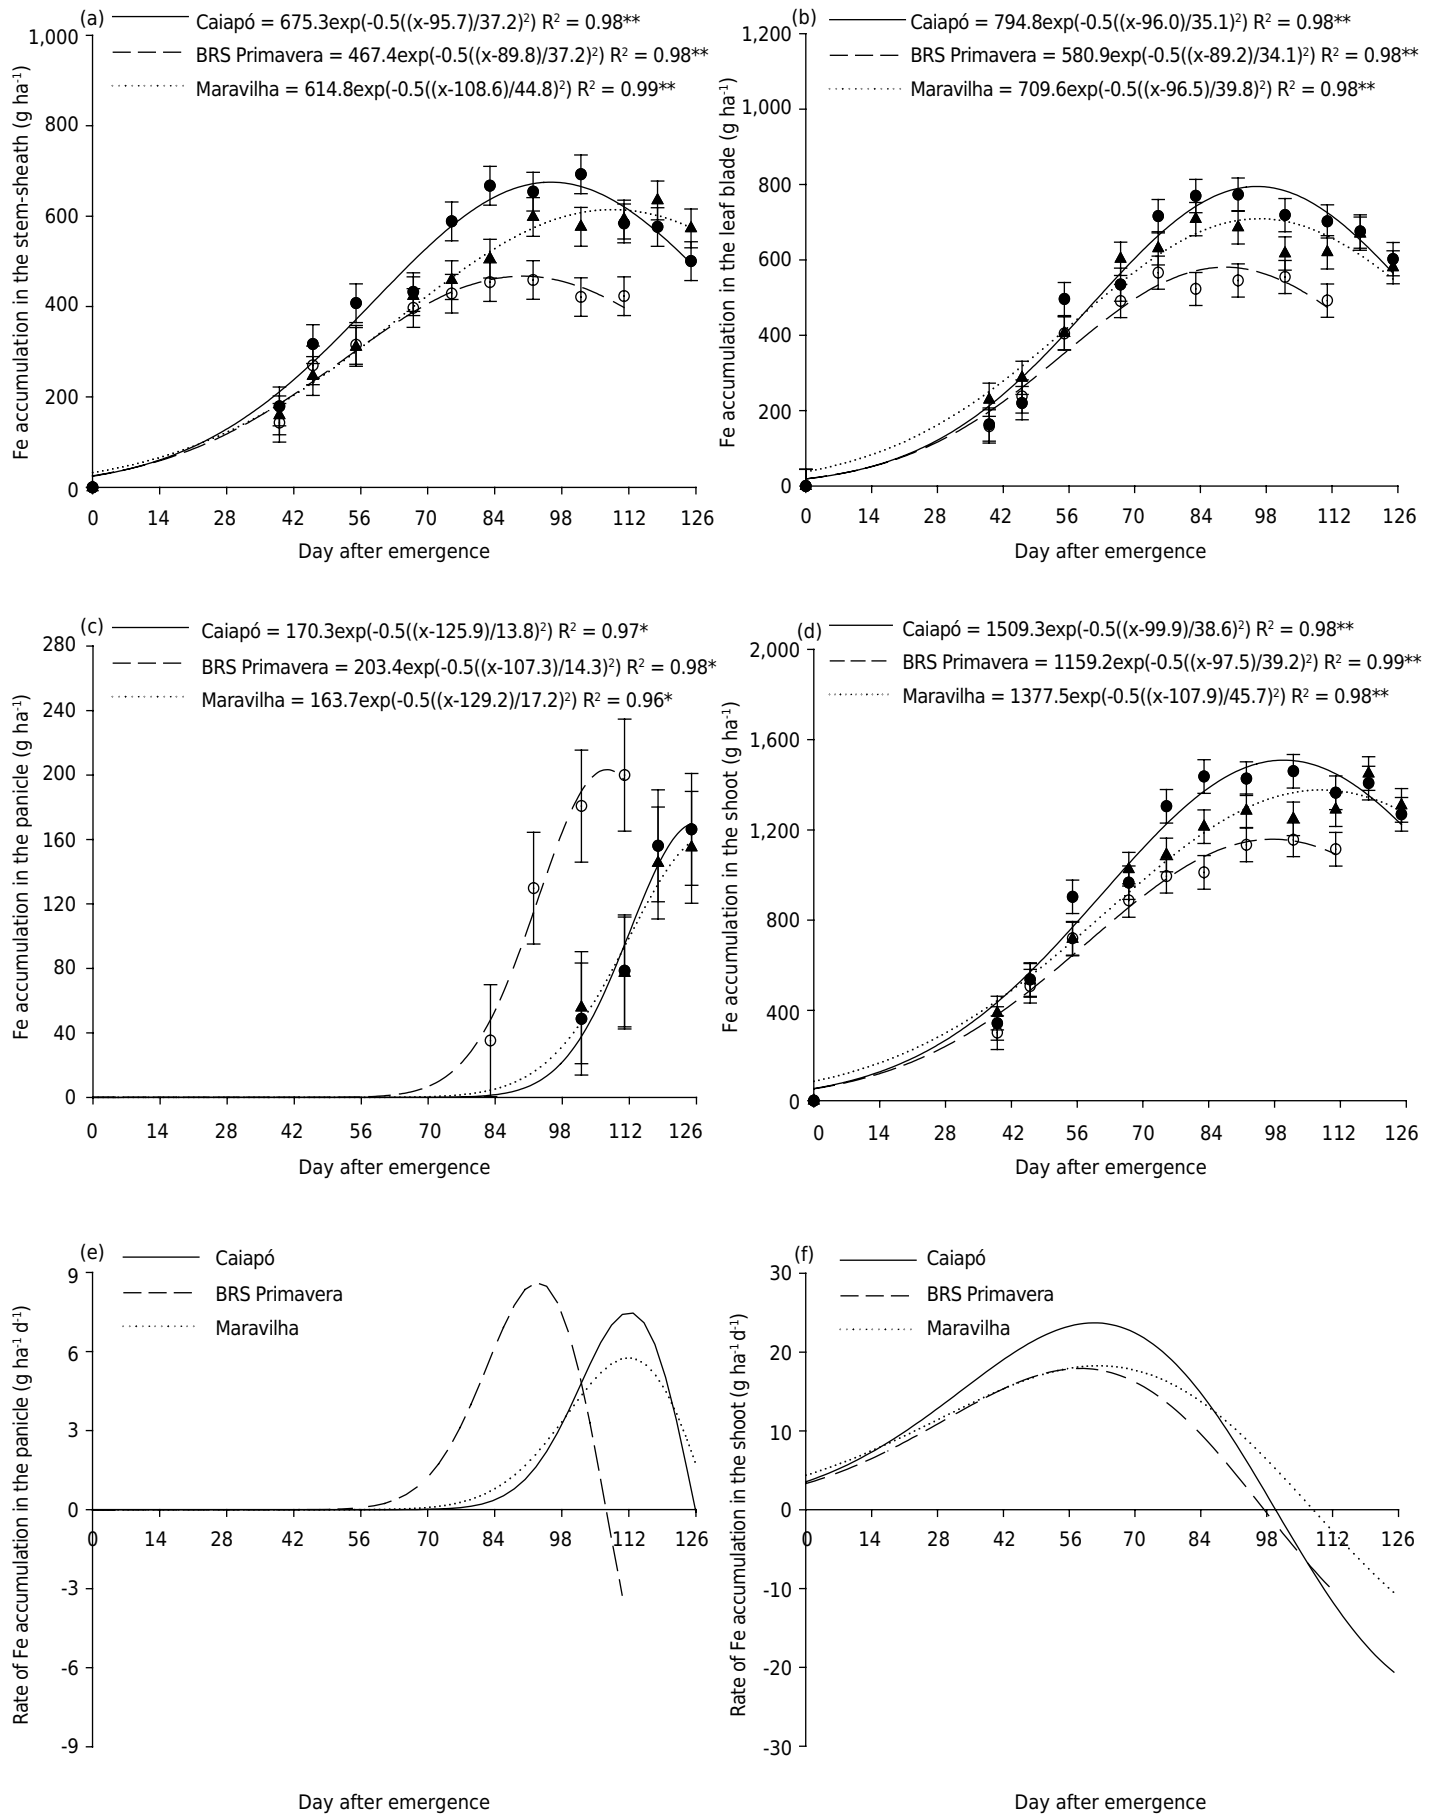 (a)
Caiapó = 675.3exp(-0.5((x-95.7)/37.2)²) R² = 0.98**
BRS Primavera = 467.4exp(-0.5((x-89.8)/37.2)²) R² = 0.98**
Maravilha = 614.8exp(-0.5((x-108.6)/44.8)²) R² = 0.99**
Fe accumulation in the stem-sheath (g ha⁻¹)
1,000
800
600
400
200
0
0 14 28 42 56 70 84 98 112 126
Day after emergence
(b)
Caiapó = 794.8exp(-0.5((x-96.0)/35.1)²) R² = 0.98**
BRS Primavera = 580.9exp(-0.5((x-89.2)/34.1)²) R² = 0.98**
Maravilha = 709.6exp(-0.5((x-96.5)/39.8)²) R² = 0.98**
Fe accumulation in the leaf blade (g ha⁻¹)
1,200
1,000
800
600
400
200
0
0 14 28 42 56 70 84 98 112 126
Day after emergence
(c)
Caiapó = 170.3exp(-0.5((x-125.9)/13.8)²) R² = 0.97*
BRS Primavera = 203.4exp(-0.5((x-107.3)/14.3)²) R² = 0.98*
Maravilha = 163.7exp(-0.5((x-129.2)/17.2)²) R² = 0.96*
Fe accumulation in the panicle (g ha⁻¹)
280
240
200
160
120
80
40
0
0 14 28 42 56 70 84 98 112 126
Day after emergence
(d)
Caiapó = 1509.3exp(-0.5((x-99.9)/38.6)²) R² = 0.98**
BRS Primavera = 1159.2exp(-0.5((x-97.5)/39.2)²) R² = 0.99**
Maravilha = 1377.5exp(-0.5((x-107.9)/45.7)²) R² = 0.98**
Fe accumulation in the shoot (g ha⁻¹)
2,000
1,600
1,200
800
400
0
0 14 28 42 56 70 84 98 112 126
Day after emergence
(e)
Caiapó
BRS Primavera
Maravilha
Rate of Fe accumulation in the panicle (g ha⁻¹ d⁻¹)
9
6
3
0
0 14 28 42 56 70 84 98 112 126
-3
-6
-9
Day after emergence
(f)
Caiapó
BRS Primavera
Maravilha
Rate of Fe accumulation in the shoot (g ha⁻¹ d⁻¹)
30
20
10
0
0 14 28 42 56 70 84 98 112 126
-10
-20
-30
Day after emergence